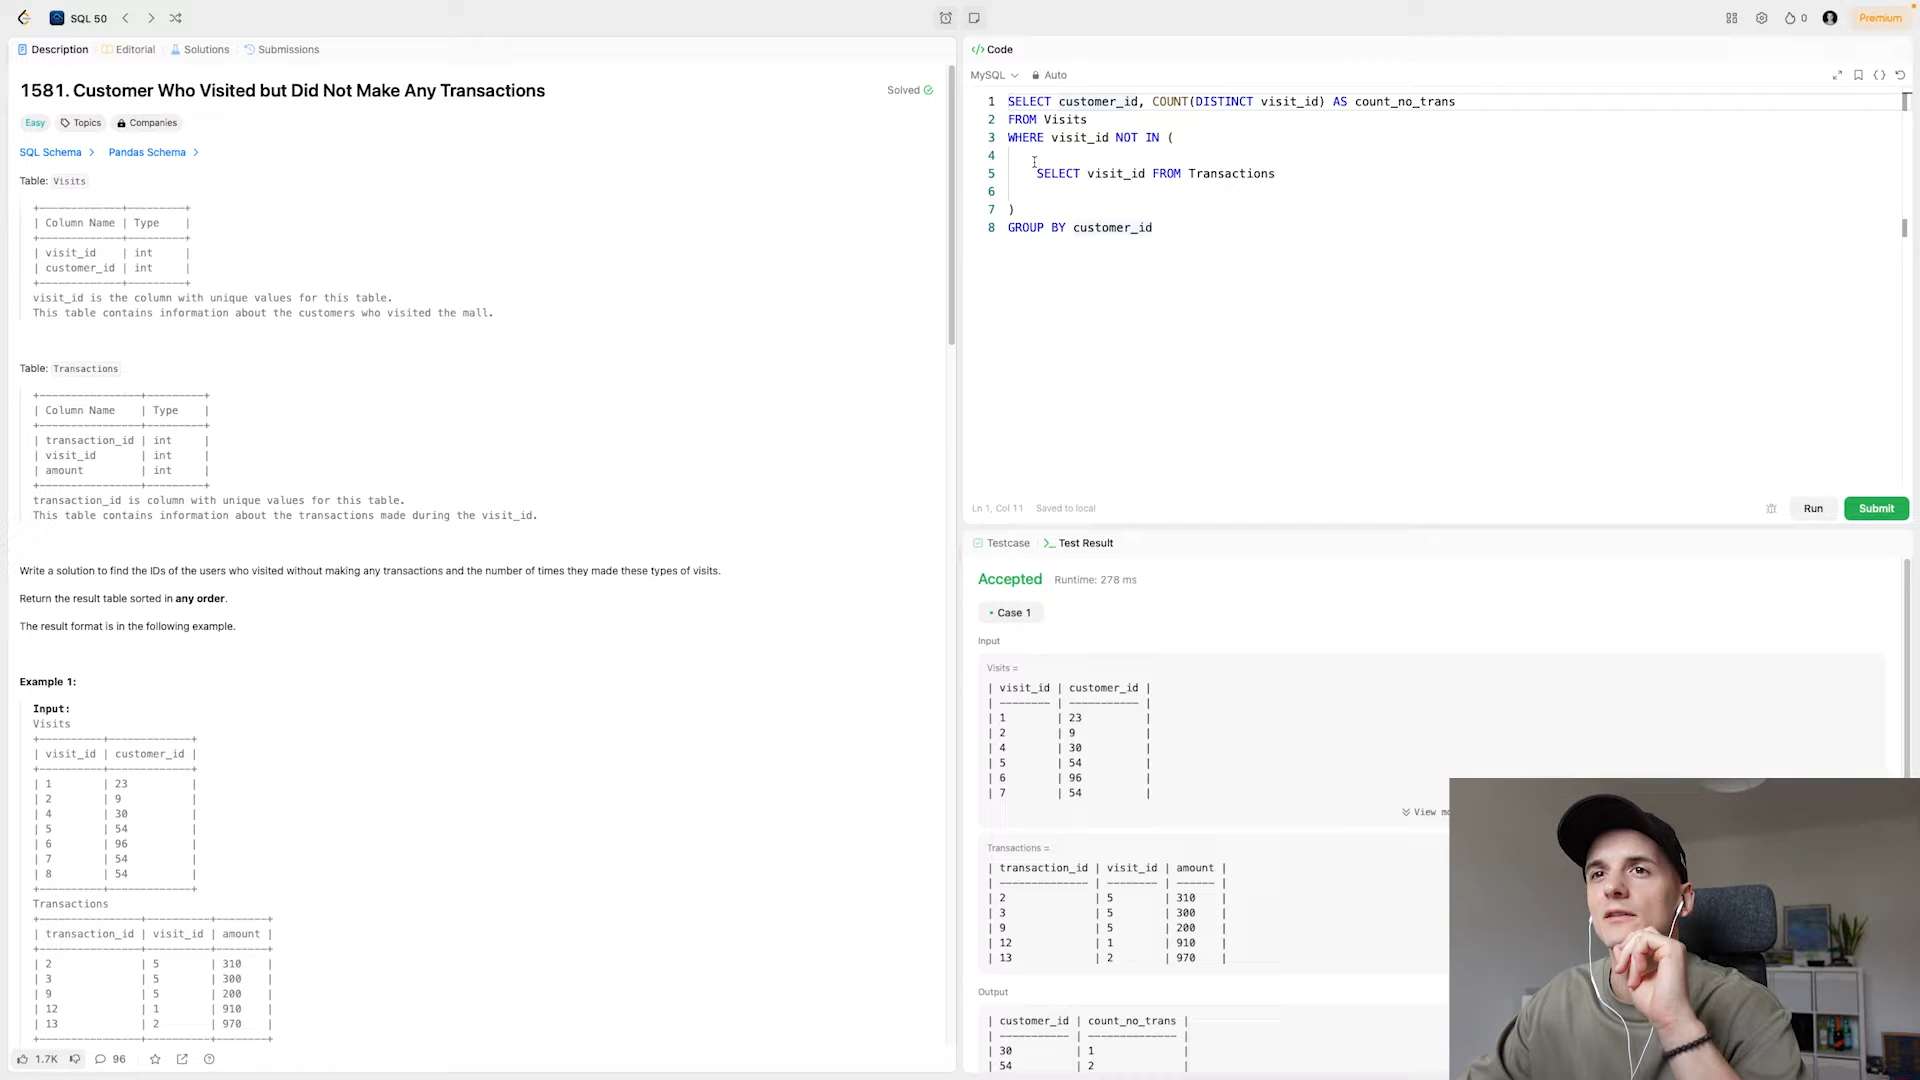 SQL 50
0
Premium
Description
Editorial
Solutions
Submissions
1581. Customer Who Visited but Did Not Make Any Transactions
Solved
Easy
Topics
Companies
SQL Schema
Pandas Schema
Table: Visits
+-------------+---------+
| Column Name | Type    |
+-------------+---------+
| visit_id    | int     |
| customer_id | int     |
+-------------+---------+
visit_id is the column with unique values for this table.
This table contains information about the customers who visited the mall.
Table: Transactions
+----------------+---------+
| Column Name    | Type    |
+----------------+---------+
| transaction_id | int     |
| visit_id       | int     |
| amount         | int     |
+----------------+---------+
transaction_id is column with unique values for this table.
This table contains information about the transactions made during the visit_id.
Write a solution to find the IDs of the users who visited without making any transactions and the number of times they made these types of visits.
Return the result table sorted in any order.
The result format is in the following example.
Example 1:
Input:
Visits
+----------+-------------+
| visit_id | customer_id |
+----------+-------------+
| 1        | 23          |
| 2        | 9           |
| 4        | 30          |
| 5        | 54          |
| 6        | 96          |
| 7        | 54          |
| 8        | 54          |
+----------+-------------+
Transactions
+----------------+----------+--------+
| transaction_id | visit_id | amount |
+----------------+----------+--------+
| 2              | 5        | 310    |
| 3              | 5        | 300    |
| 9              | 5        | 200    |
| 12             | 1        | 910    |
| 13             | 2        | 970    |
+----------------+----------+--------+
1.7K
96
</> Code
MySQL
Auto
1 SELECT customer_id, COUNT(DISTINCT visit_id) AS count_no_trans
2 FROM Visits
3 WHERE visit_id NOT IN (
4
5 SELECT visit_id FROM Transactions
6
7 )
8 GROUP BY customer_id
Ln 1, Col 11
Saved to local
Run
Submit
Testcase
>_ Test Result
Accepted
Runtime: 278 ms
• Case 1
Input
Visits =
| visit_id | customer_id |
| -------- | ----------- |
| 1        | 23          |
| 2        | 9           |
| 4        | 30          |
| 5        | 54          |
| 6        | 96          |
| 7        | 54          |
View mo
Transactions =
| transaction_id | visit_id | amount |
| -------------- | -------- | ------ |
| 2              | 5        | 310    |
| 3              | 5        | 300    |
| 9              | 5        | 200    |
| 12             | 1        | 910    |
| 13             | 2        | 970    |
Output
| customer_id | count_no_trans |
| ----------- | -------------- |
| 30          | 1              |
| 54          | 2              |